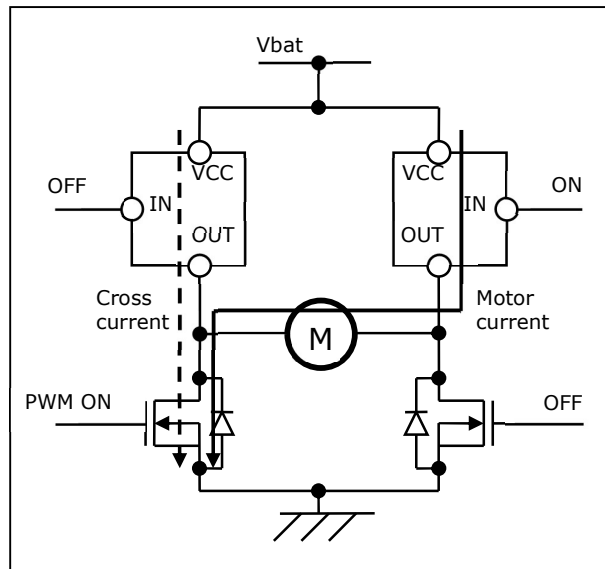 Vbat
VCC
VCC
OFF
IN
IN
ON
OUT
OUT
Cross
current
Motor
current
M
PWM ON
OFF